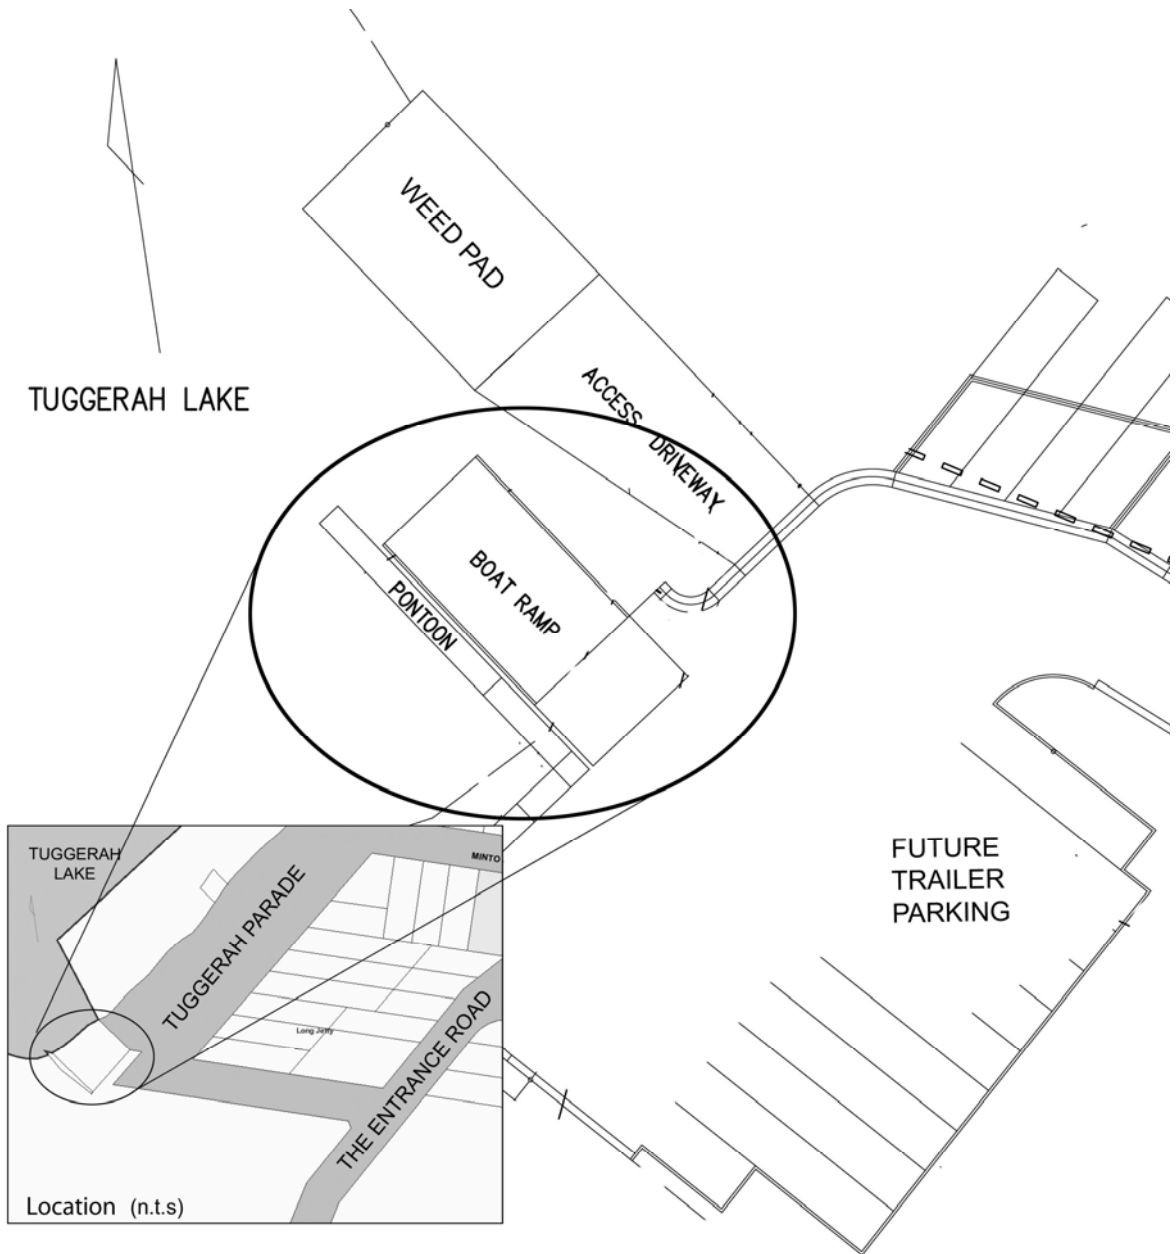 WEED PAD
TUGGERAH LAKE
ACCESS DRIVEWAY
BOAT RAMP
PONTOON
FUTURE
TRAILER
PARKING
TUGGERAH
LAKE
MINTO
TUGGERAH PARADE
Long Jetty
THE ENTRANCE ROAD
Location (n.t.s)